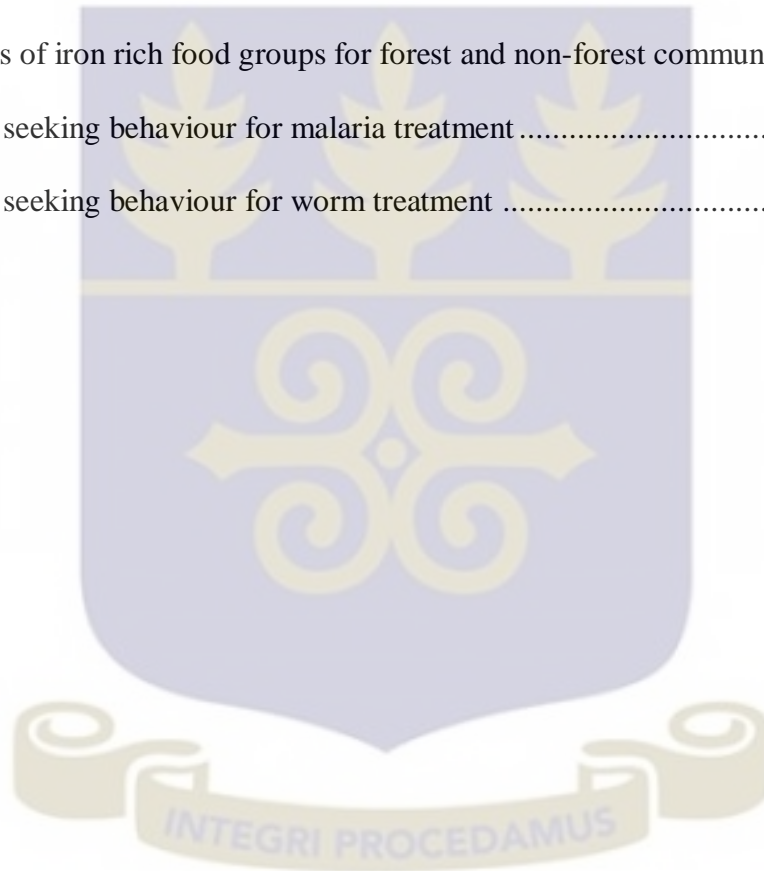 s of iron rich food groups for forest and non-forest commun
seeking behaviour for malaria treatment ..............................
seeking behaviour for worm treatment ................................
INTEGRI PROCEDAMUS